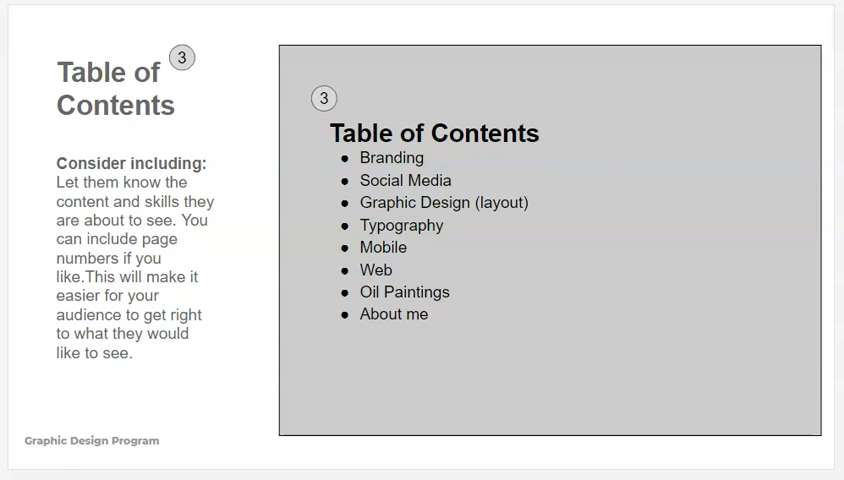 Table of
Contents
3
Consider including:
Let them know the
content and skills they
are about to see. You
can include page
numbers if you
like.This will make it
easier for your
audience to get right
to what they would
like to see.
Graphic Design Program
3
Table of Contents
● Branding
● Social Media
● Graphic Design (layout)
● Typography
● Mobile
● Web
● Oil Paintings
● About me